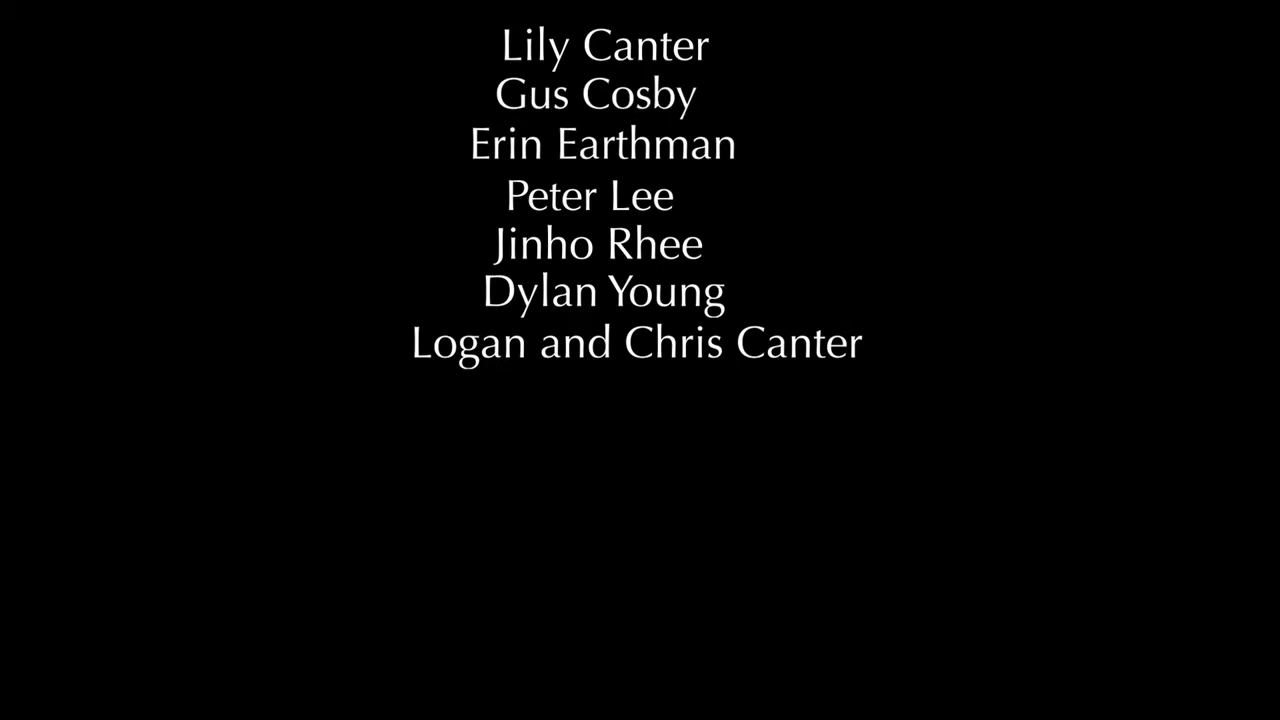 Lily Canter
Gus Cosby
Erin Earthman
Peter Lee
Jinho Rhee
Dylan Young
Logan and Chris Canter